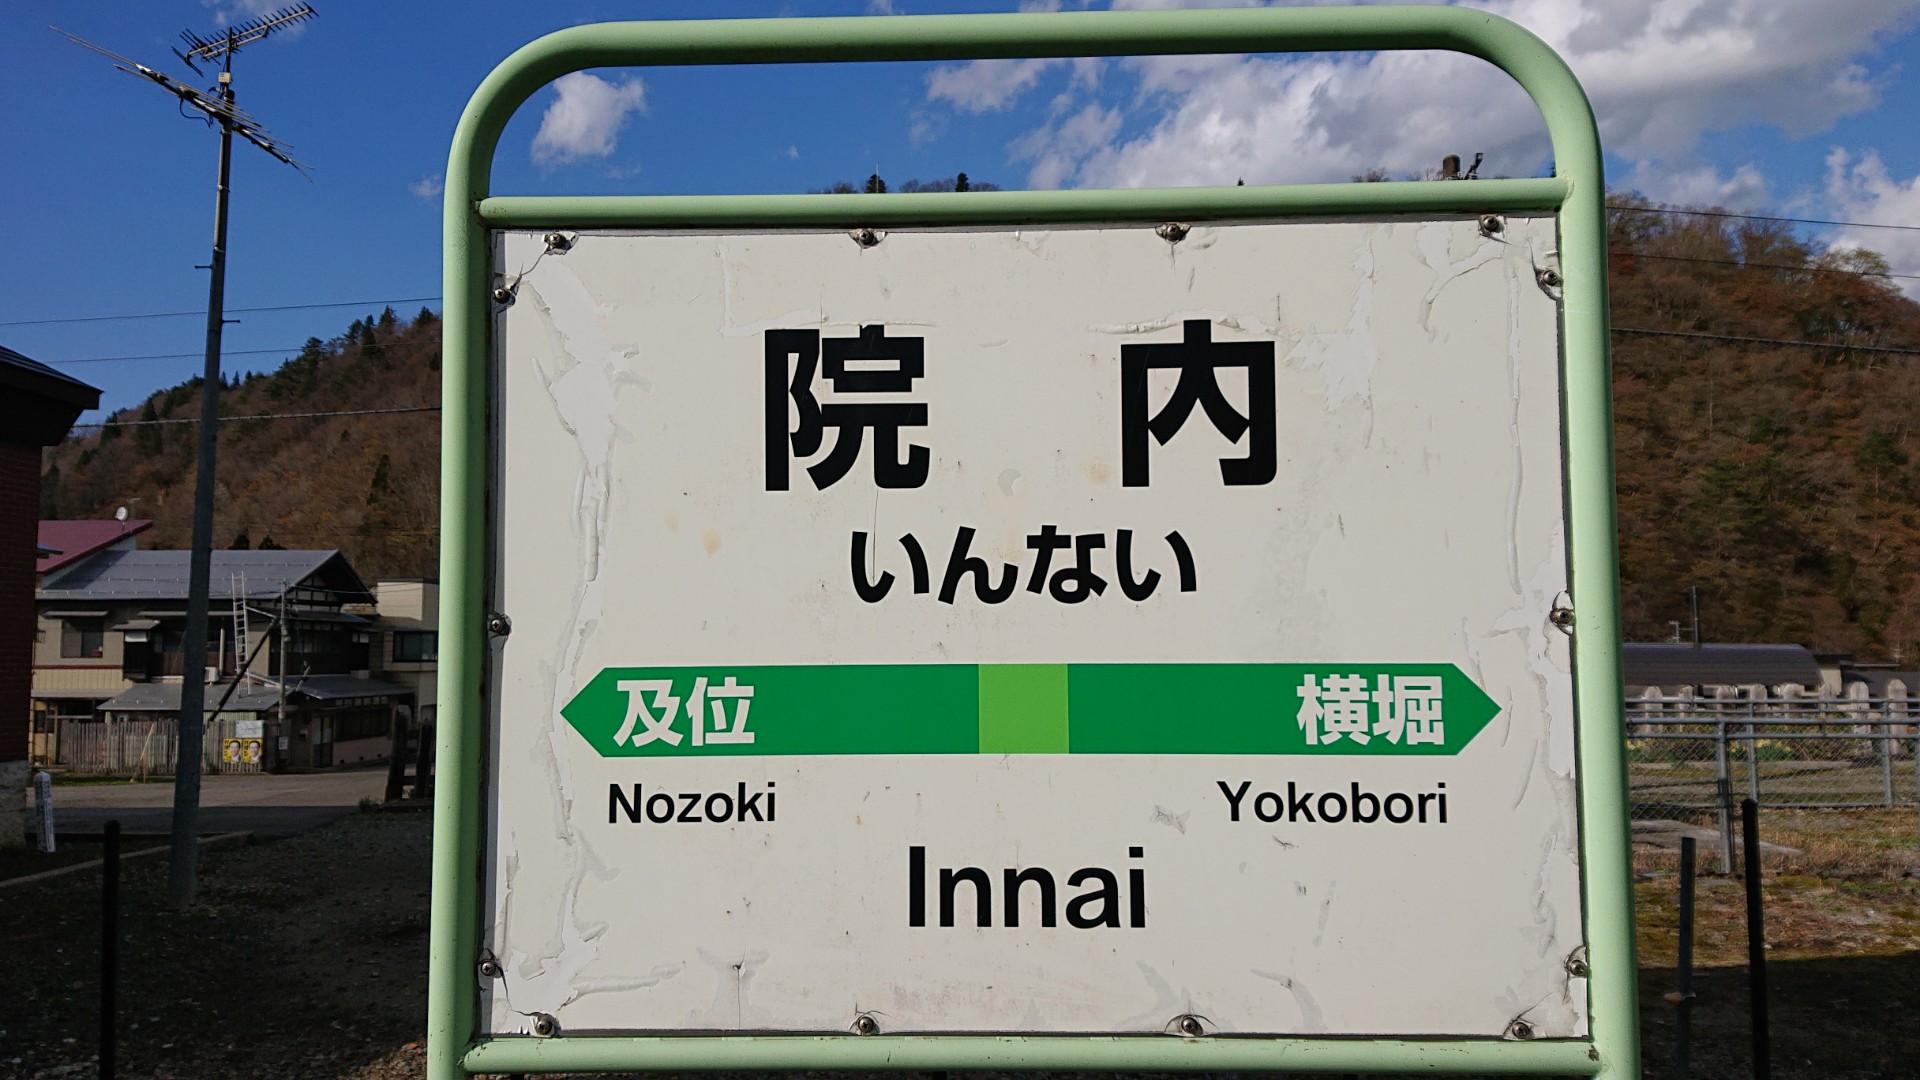 院内
いんない
及位 横堀
Nozoki Yokobori
Innai